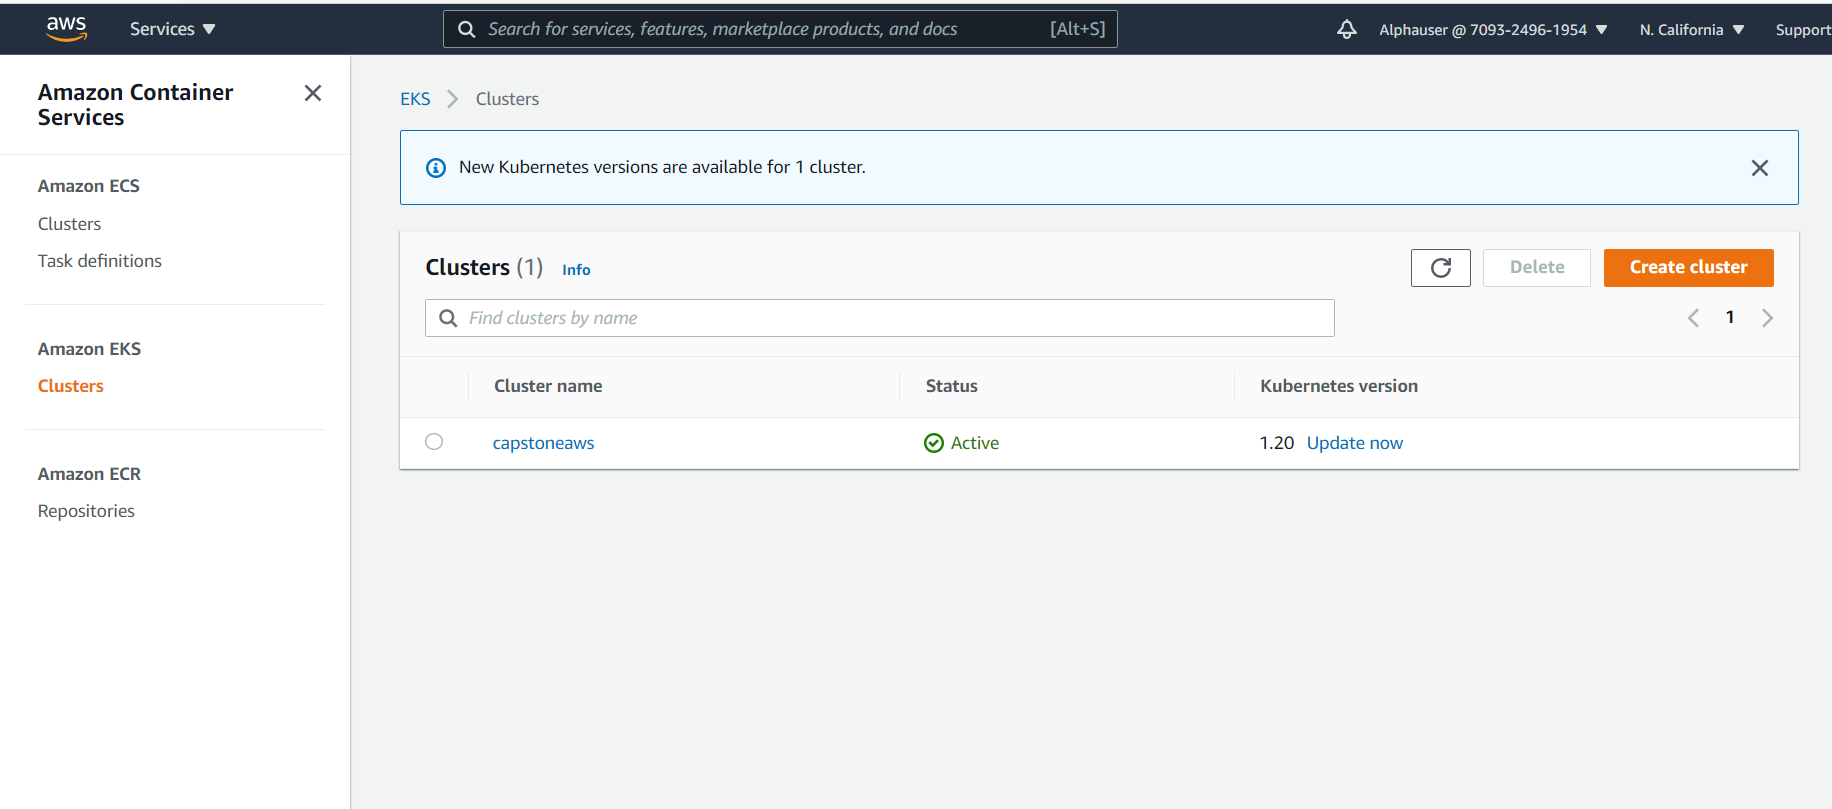 aws
Services
Search for services, features, marketplace products, and docs [Alt+S]
Alphauser @ 7093-2496-1954
N. California
Support
Amazon Container
Services
Amazon ECS
Clusters
Task definitions
Amazon EKS
Clusters
Amazon ECR
Repositories
EKS > Clusters
New Kubernetes versions are available for 1 cluster.
Clusters (1) Info
Delete
Create cluster
Find clusters by name
1
Cluster name Status Kubernetes version
capstoneaws Active 1.20 Update now